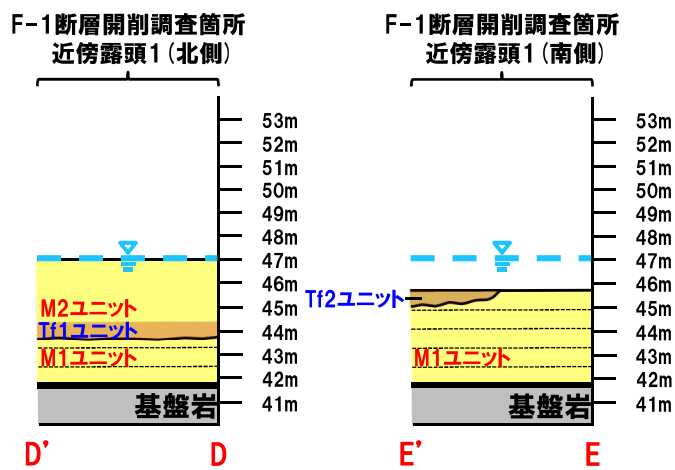 F-1断層開削調査箇所
近傍露頭1(北側)
53m
52m
51m
50m
49m
48m
47m
46m
45m
44m
43m
42m
41m
M2ユニット
Tf1ユニット
M1ユニット
基盤岩
D'
D
F-1断層開削調査箇所
近傍露頭1(南側)
53m
52m
51m
50m
49m
48m
47m
46m
45m
44m
43m
42m
41m
Tf2ユニット
M1ユニット
基盤岩
E'
E